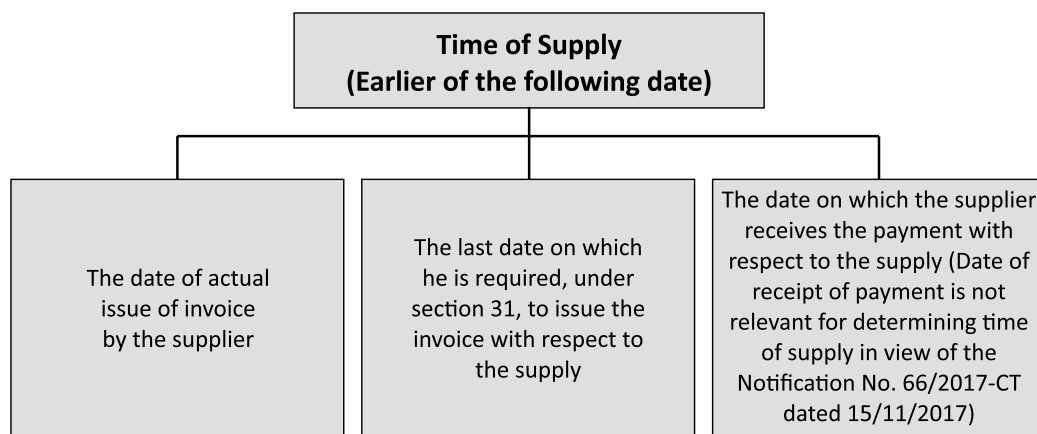 Time of Supply
(Earlier of the following date)
The date of actual
issue of invoice
by the supplier
The last date on which
he is required, under
section 31, to issue the
invoice with respect to
the supply
The date on which the supplier
receives the payment with
respect to the supply (Date of
receipt of payment is not
relevant for determining time
of supply in view of the
Notification No. 66/2017-CT
dated 15/11/2017)